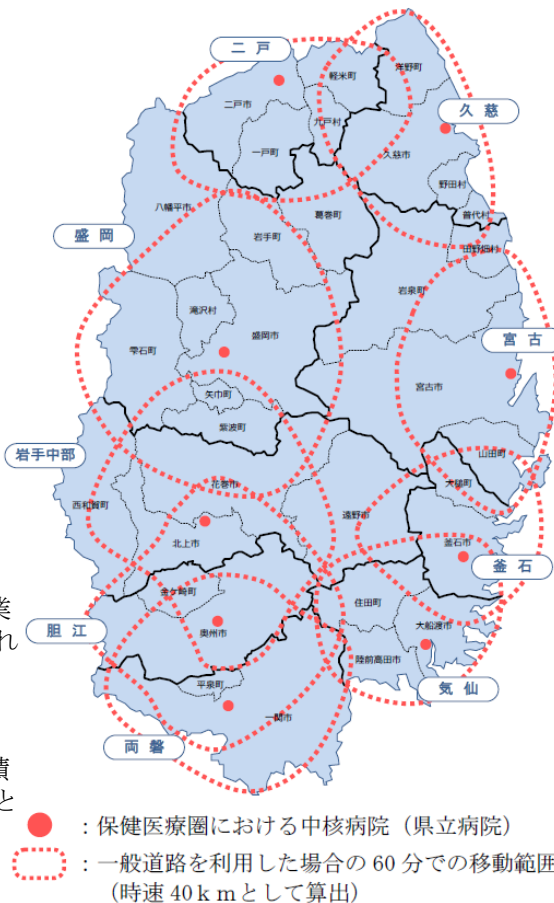 二戸
軽米町
洋野町
二戸市
九戸村
久慈
一戸町
久慈市
野田村
八幡平市
葛巻町
普代村
岩手町
田野畑村
盛岡
岩泉町
滝沢村
盛岡市
雫石町
宮古
宮古市
矢巾町
紫波町
山田町
岩手中部
大槌町
花巻市
西和賀町
遠野市
北上市
釜石市
釜石
金ケ崎町
住田町
業
大船渡市
胆江
奥州市
れ
陸前高田市
平泉町
気仙
一関市
両磐
積
と
：保健医療圏における中核病院（県立病院）
：一般道路を利用した場合の 60 分での移動範囲
（時速 40ｋｍとして算出）